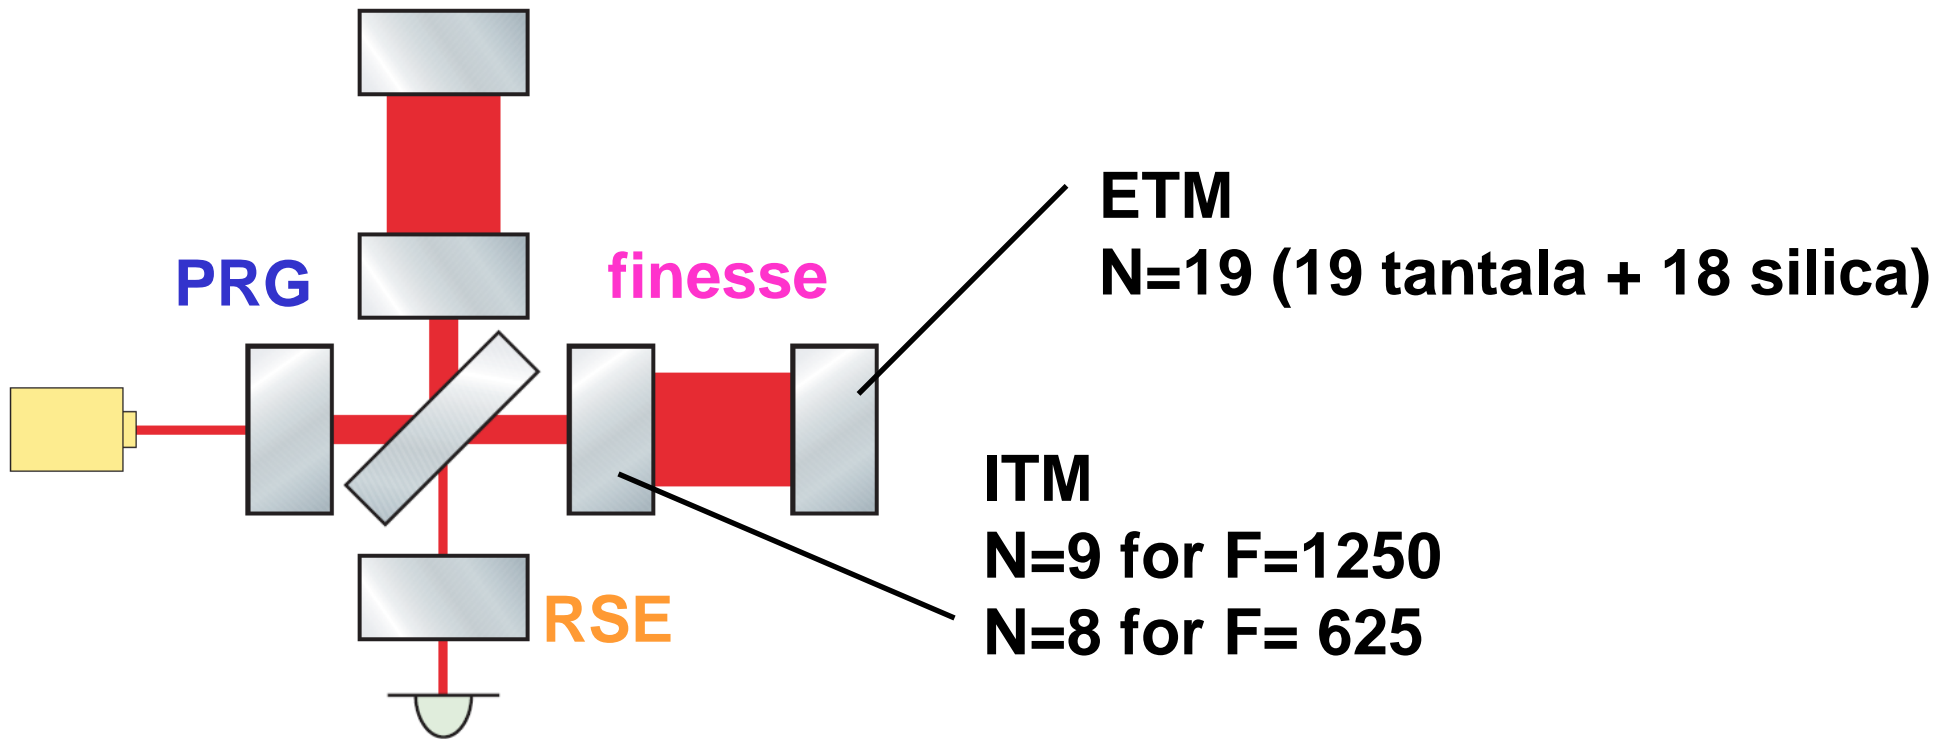 PRG
finesse
RSE
ETM
N=19 (19 tantala + 18 silica)
ITM
N=9 for F=1250
N=8 for F= 625